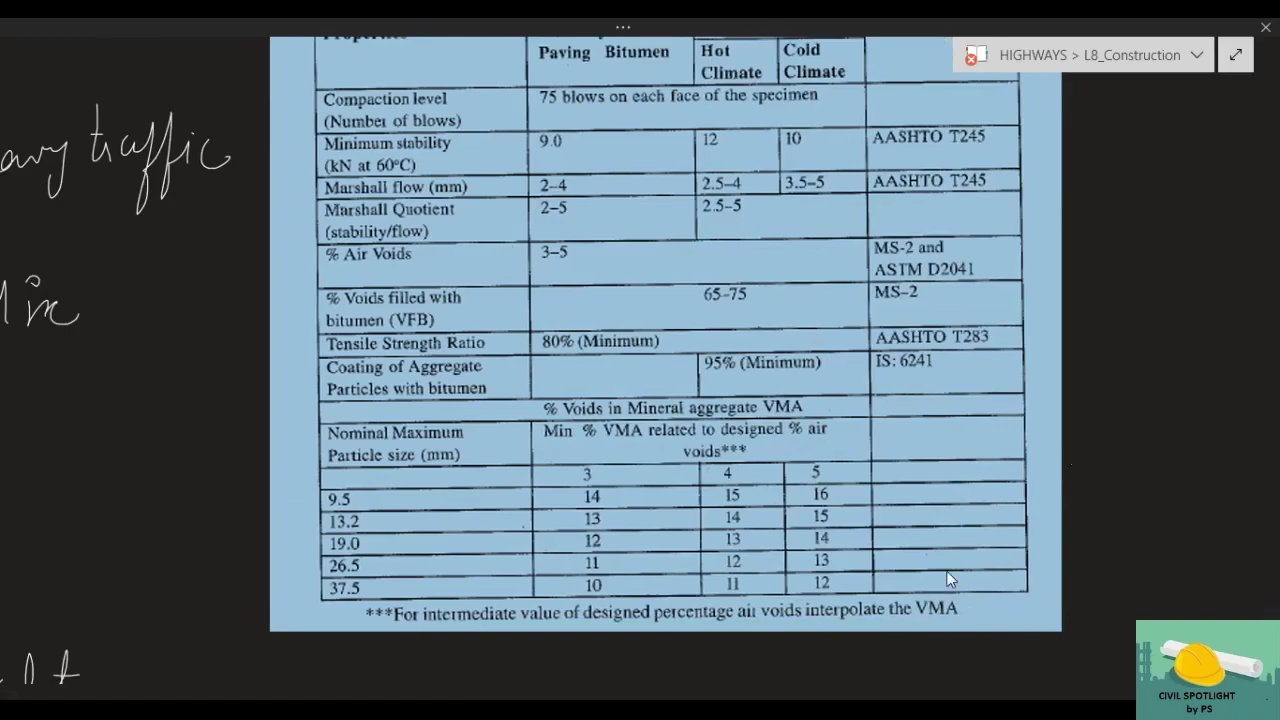 HIGHWAYS > L8_Construction
Paving Bitumen
Hot Climate
Cold Climate
Compaction level (Number of blows) 75 blows on each face of the specimen
Minimum stability (kN at 60°C) 9.0 12 10 AASHTO T245
Marshall flow (mm) 2–4 2.5–4 3.5–5 AASHTO T245
Marshall Quotient (stability/flow) 2–5 2.5–5
% Air Voids 3–5 MS-2 and ASTM D2041
% Voids filled with bitumen (VFB) 65–75 MS–2
Tensile Strength Ratio 80% (Minimum) AASHTO T283
Coating of Aggregate Particles with bitumen 95% (Minimum) IS: 6241
% Voids in Mineral aggregate VMA
Nominal Maximum Particle size (mm) Min % VMA related to designed % air voids***
3 4 5
9.5 14 15 16
13.2 13 14 15
19.0 12 13 14
26.5 11 12 13
37.5 10 11 12
***For intermediate value of designed percentage air voids interpolate the VMA
traffic
CIVIL SPOTLIGHT
by PS